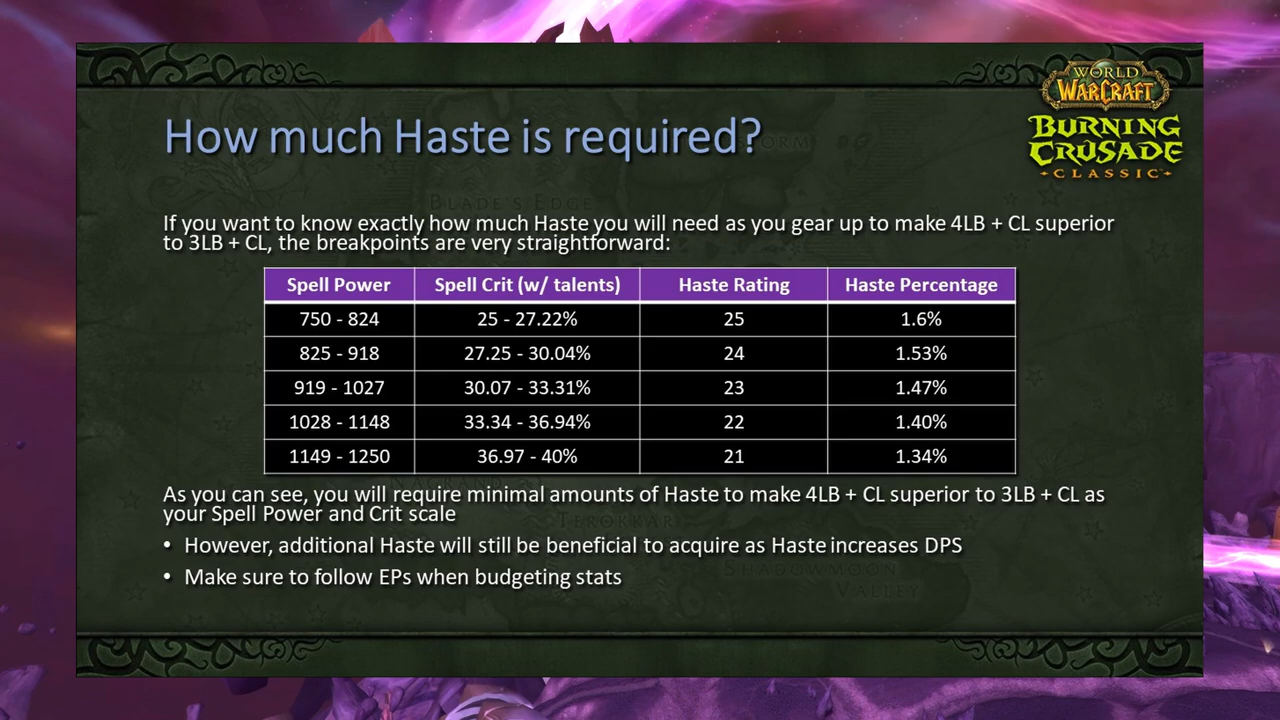 WORLD
WARCRAFT
BURNING
CRUSADE
CLASSIC
How much Haste is required?
BLADE'S EDGE
If you want to know exactly how much Haste you will need as you gear up to make 4LB + CL superior
to 3LB + CL, the breakpoints are very straightforward:
Spell Power Spell Crit (w/ talents) Haste Rating Haste Percentage
750 - 824 25 - 27.22% 25 1.6%
825 - 918 27.25 - 30.04% 24 1.53%
919 - 1027 30.07 - 33.31% 23 1.47%
1028 - 1148 33.34 - 36.94% 22 1.40%
1149 - 1250 36.97 - 40% 21 1.34%
NAGRAND
As you can see, you will require minimal amounts of Haste to make 4LB + CL superior to 3LB + CL as
your Spell Power and Crit scale
TEROKKAR
• However, additional Haste will still be beneficial to acquire as Haste increases DPS
SHADOWMOON
• Make sure to follow EPs when budgeting stats
VALLEY